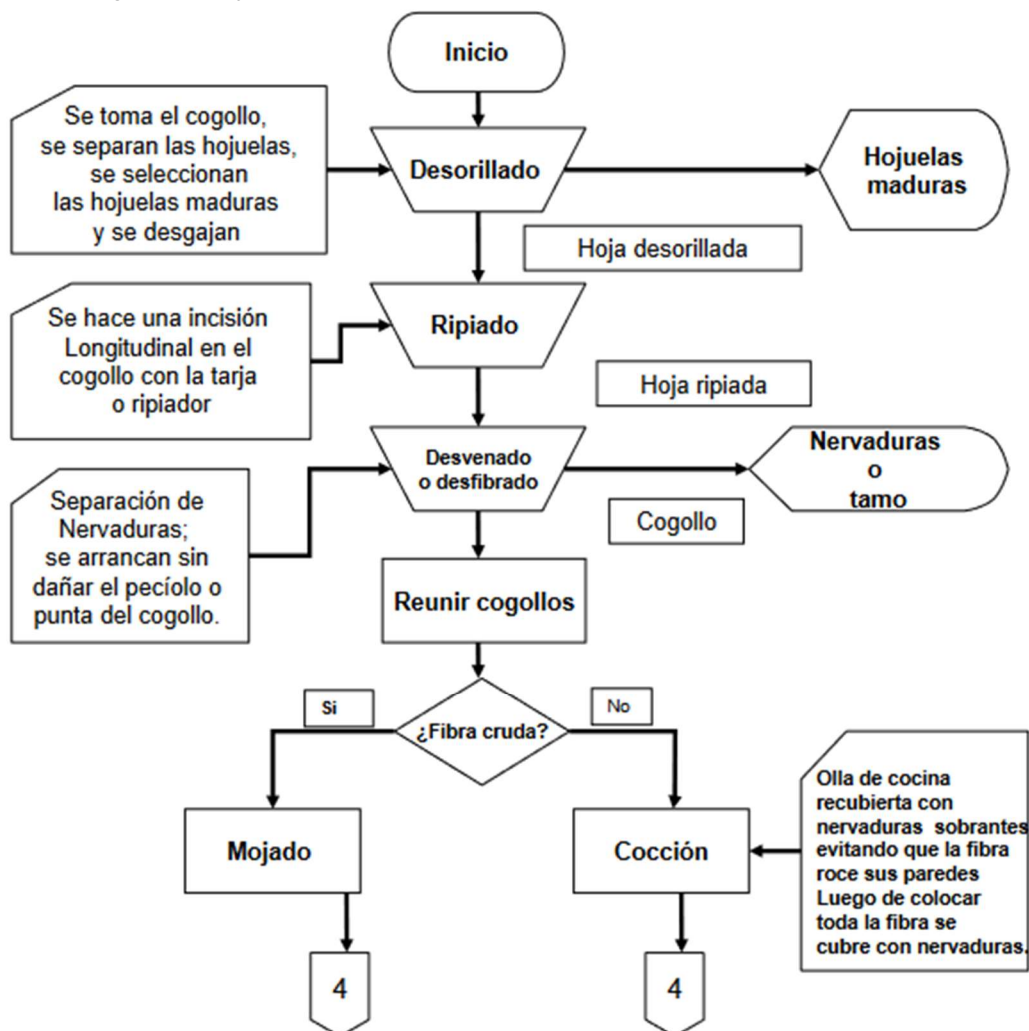 Inicio
Se toma el cogollo,
se separan las hojuelas,
se seleccionan
las hojuelas maduras
y se desgajan
Desorillado
Hojuelas
maduras
Hoja desorillada
Se hace una incisión
Longitudinal en el
cogollo con la tarja
o ripiador
Ripiado
Hoja ripiada
Separación de
Nervaduras;
se arrancan sin
dañar el pecíolo o
punta del cogollo.
Desvenado
o desfibrado
Nervaduras
o
tamo
Cogollo
Reunir cogollos
Si
¿Fibra cruda?
No
Mojado
Cocción
Olla de cocina
recubierta con
nervaduras sobrantes
evitando que la fibra
roce sus paredes
Luego de colocar
toda la fibra se
cubre con nervaduras.
4
4